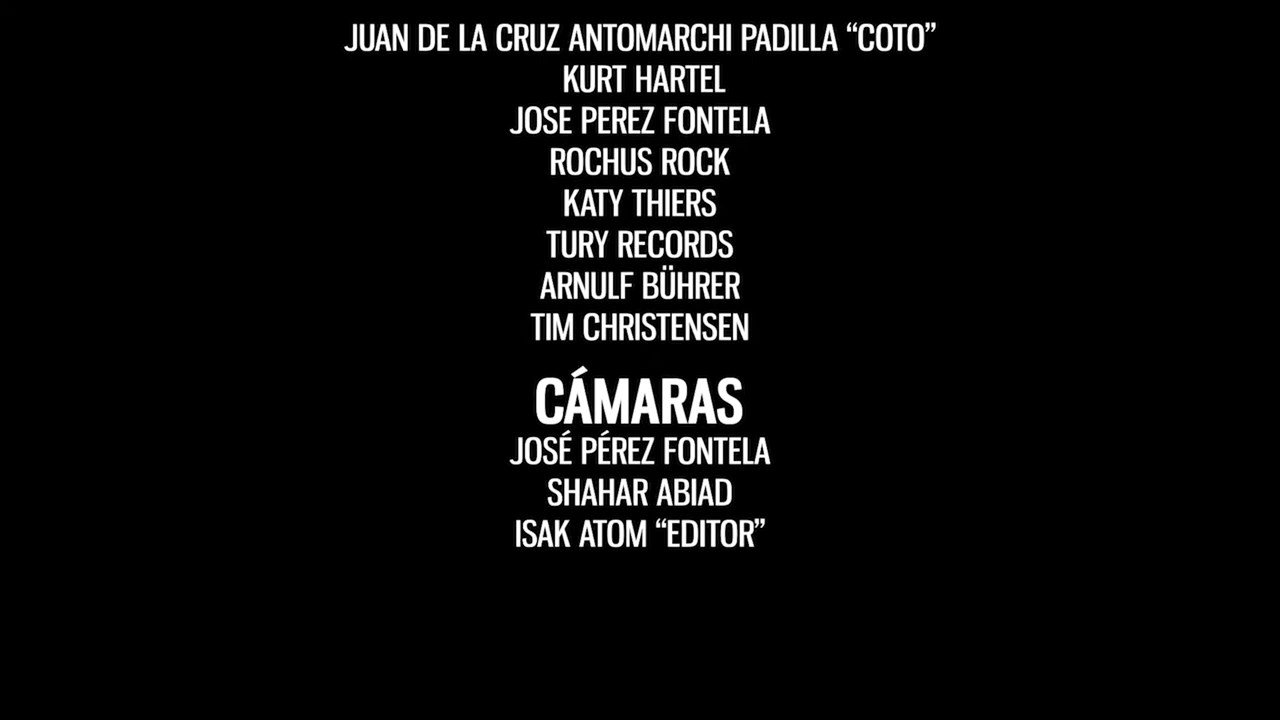 JUAN DE LA CRUZ ANTOMARCHI PADILLA “COTO”
KURT HARTEL
JOSE PEREZ FONTELA
ROCHUS ROCK
KATY THIERS
TURY RECORDS
ARNULF BÜHRER
TIM CHRISTENSEN
CÁMARAS
JOSÉ PÉREZ FONTELA
SHAHAR ABIAD
ISAK ATOM “EDITOR”